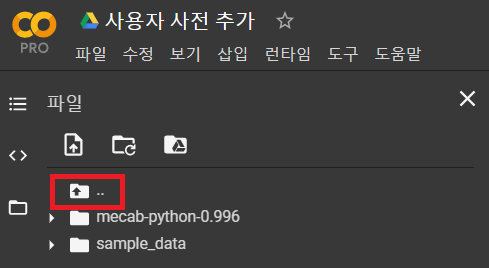 사용자 사전 추가
PRO
파일 수정 보기 삽입 런타임 도구 도움말
파일
..
mecab-python-0.996
sample_data